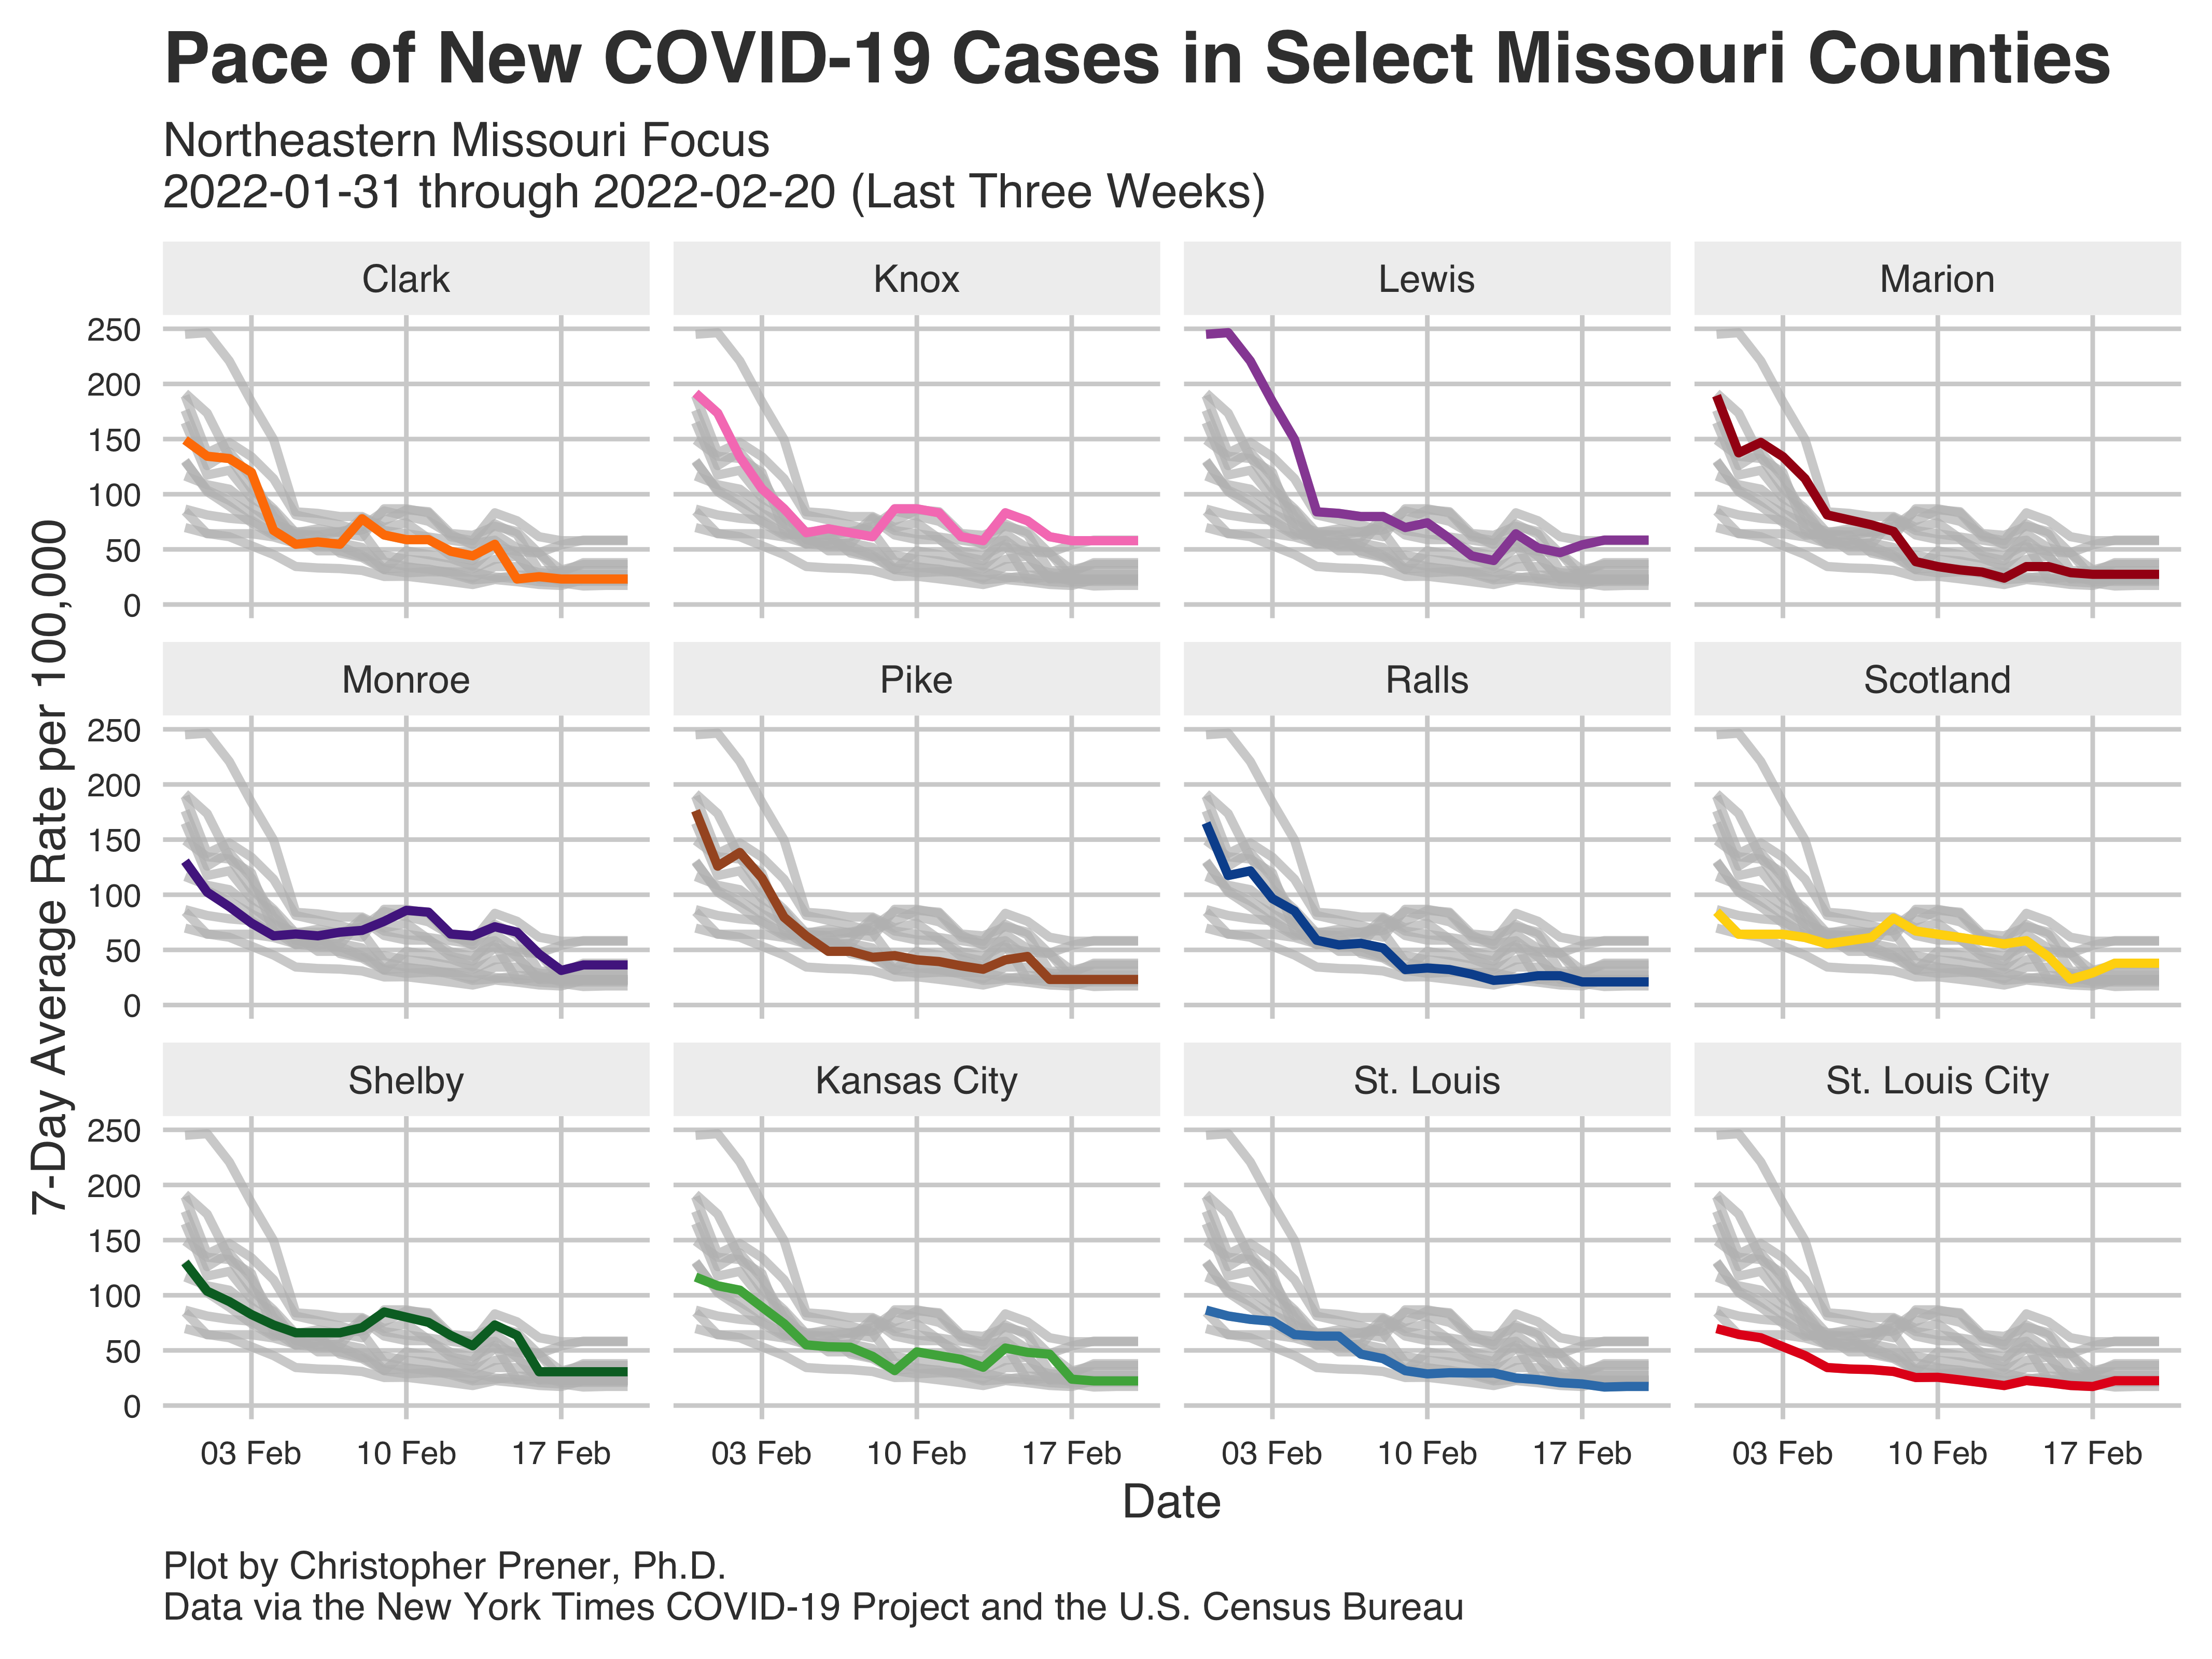 Pace of New COVID-19 Cases in Select Missouri Counties
Northeastern Missouri Focus
2022-01-31 through 2022-02-20 (Last Three Weeks)
7-Day Average Rate per 100,000
Clark
Knox
Lewis
Marion
250
200
150
100
50
0
Monroe
Pike
Ralls
Scotland
250
200
150
100
50
0
Shelby
Kansas City
St. Louis
St. Louis City
250
200
150
100
50
0
03 Feb 10 Feb 17 Feb
03 Feb 10 Feb 17 Feb
03 Feb 10 Feb 17 Feb
03 Feb 10 Feb 17 Feb
Date
Plot by Christopher Prener, Ph.D.
Data via the New York Times COVID-19 Project and the U.S. Census Bureau